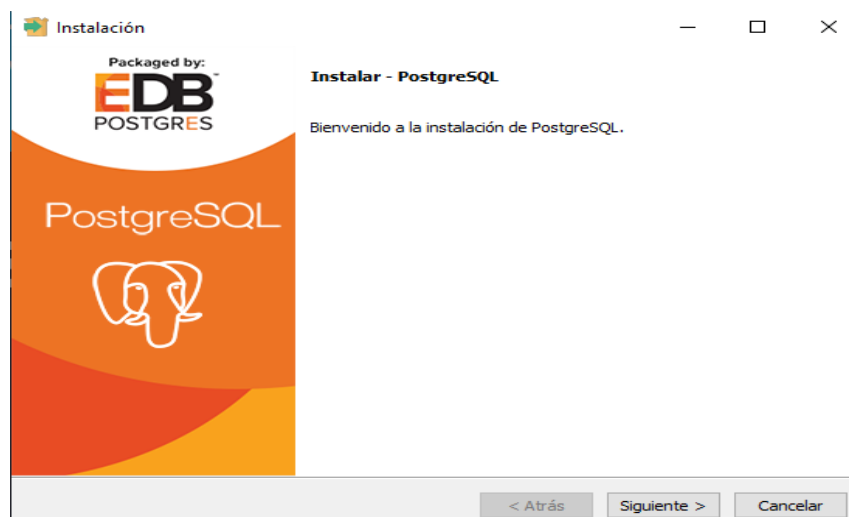 Instalación
Packaged by:
EDB
POSTGRES
PostgreSQL
Instalar - PostgreSQL
Bienvenido a la instalación de PostgreSQL.
< Atrás
Siguiente >
Cancelar